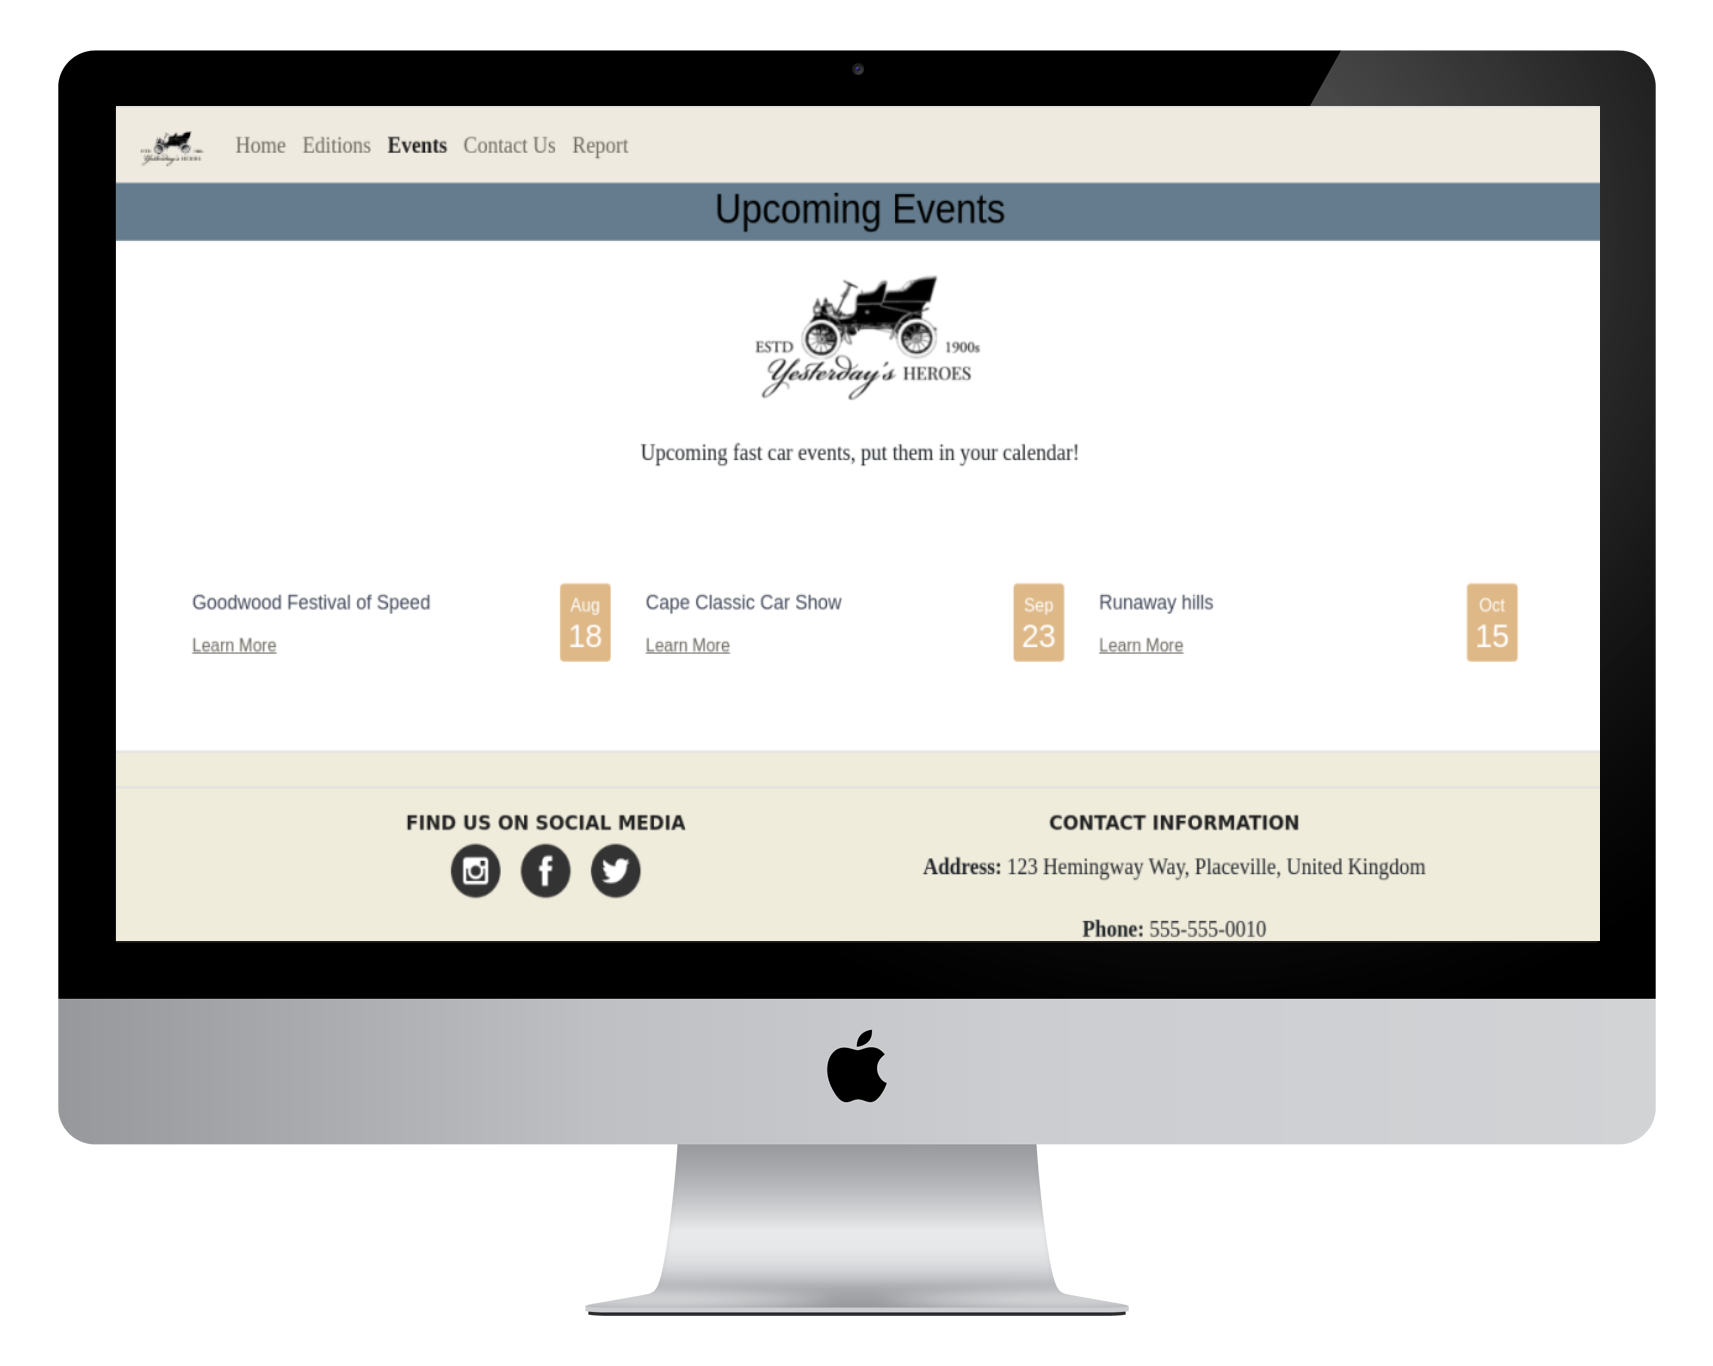 Home Editions Events Contact Us Report
Upcoming Events
ESTD 1900s
Yesterday's HEROES
Upcoming fast car events, put them in your calendar!
Goodwood Festival of Speed
Learn More
Aug
18
Cape Classic Car Show
Learn More
Sep
23
Runaway hills
Learn More
Oct
15
FIND US ON SOCIAL MEDIA
CONTACT INFORMATION
Address: 123 Hemingway Way, Placeville, United Kingdom
Phone: 555-555-0010